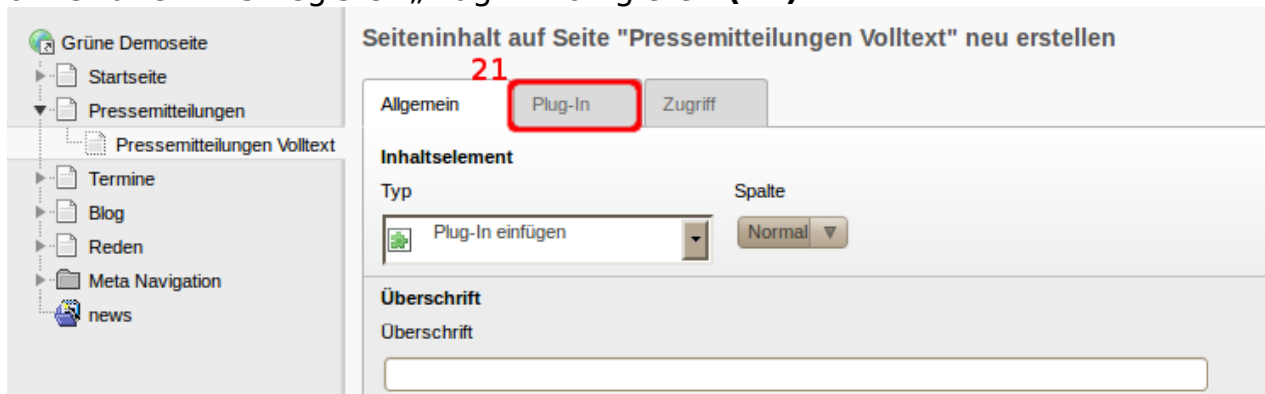 Grüne Demoseite
Startseite
Pressemitteilungen
Pressemitteilungen Volltext
Termine
Blog
Reden
Meta Navigation
news
Seiteninhalt auf Seite "Pressemitteilungen Volltext" neu erstellen
21
Allgemein Plug-In Zugriff
Inhaltselement
Typ Spalte
Plug-In einfügen Normal
Überschrift
Überschrift